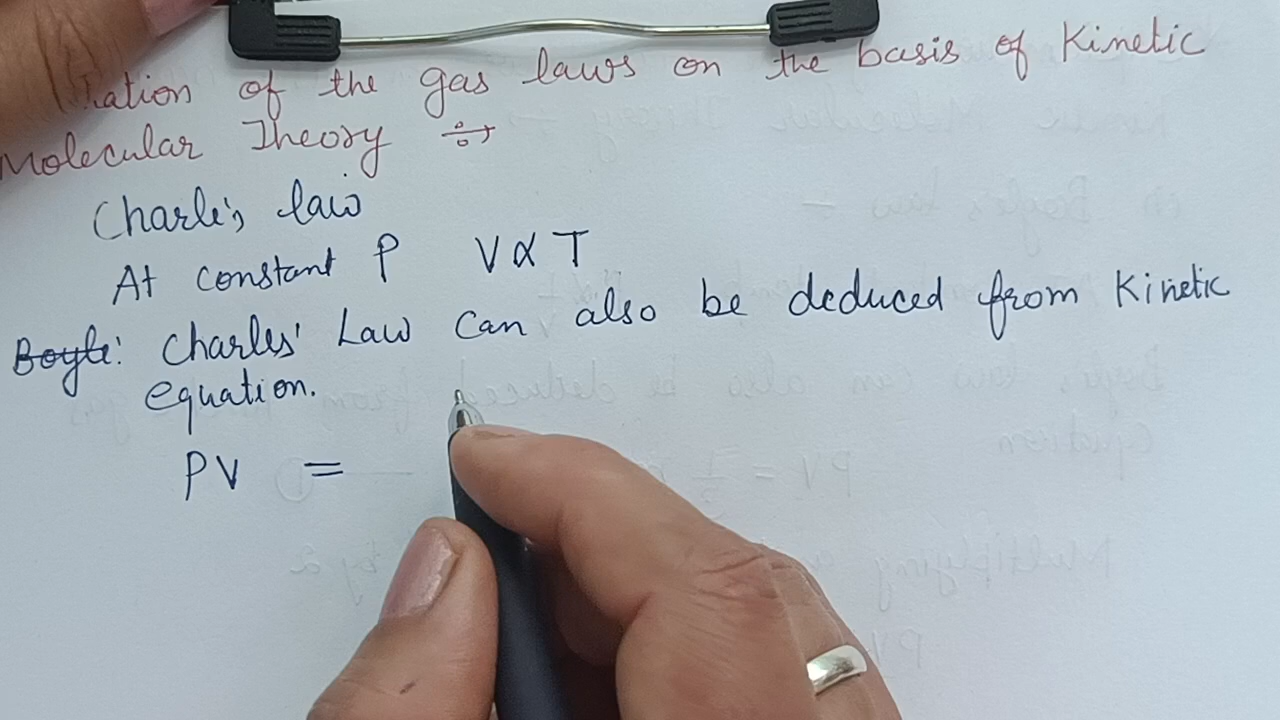 of the gas laws on the basis of Kinetic
Molecular Theory
Charle's law
At constant P V ∝ T
Boyle: Charles' Law can also be deduced from Kinetic
equation.
PV =